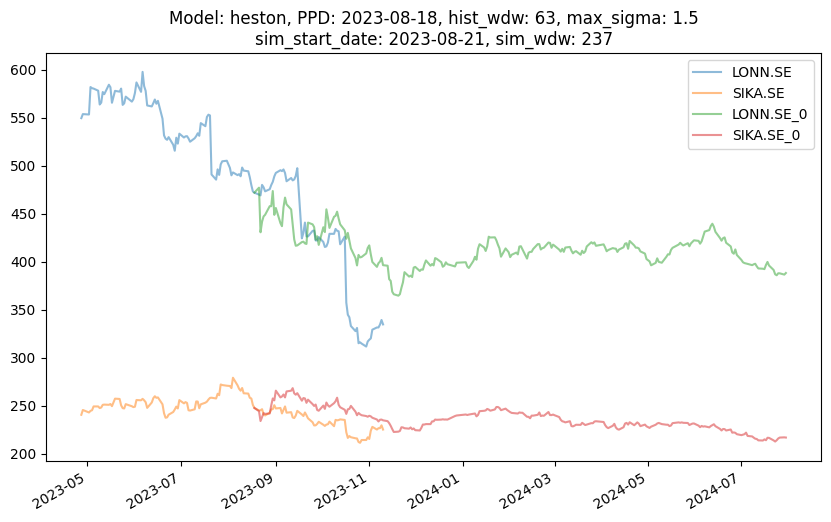 Model: heston, PPD: 2023-08-18, hist_wdw: 63, max_sigma: 1.5
sim_start_date: 2023-08-21, sim_wdw: 237
LONN.SE
SIKA.SE
LONN.SE_0
SIKA.SE_0
600
550
500
450
400
350
300
250
200
2023-05
2023-07
2023-09
2023-11
2024-01
2024-03
2024-05
2024-07